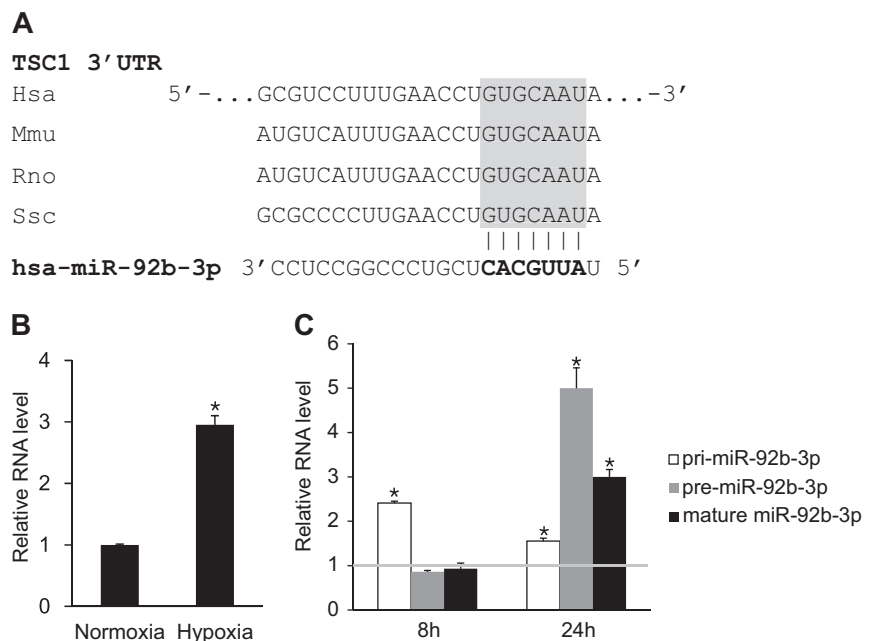 A
TSC1 3′UTR
Hsa 5′-...GCGUCCUUUGAACCUGUGCAAUA...-3′
Mmu AUGUCAUUUGAACCUGUGCAAUA
Rno AUGUCAUUUGAACCUGUGCAAUA
Ssc GCGCCCCUUGAACCUGUGCAAUA
| | | | | | |
hsa-miR-92b-3p 3′CCUCCGGCCCUGCUCACGUUAU 5′
B
Relative RNA level
4
3
2
1
0
*
Normoxia Hypoxia
C
Relative RNA level
6
5
4
3
2
1
0
*
*
*
*
8h 24h
pri-miR-92b-3p
pre-miR-92b-3p
mature miR-92b-3p